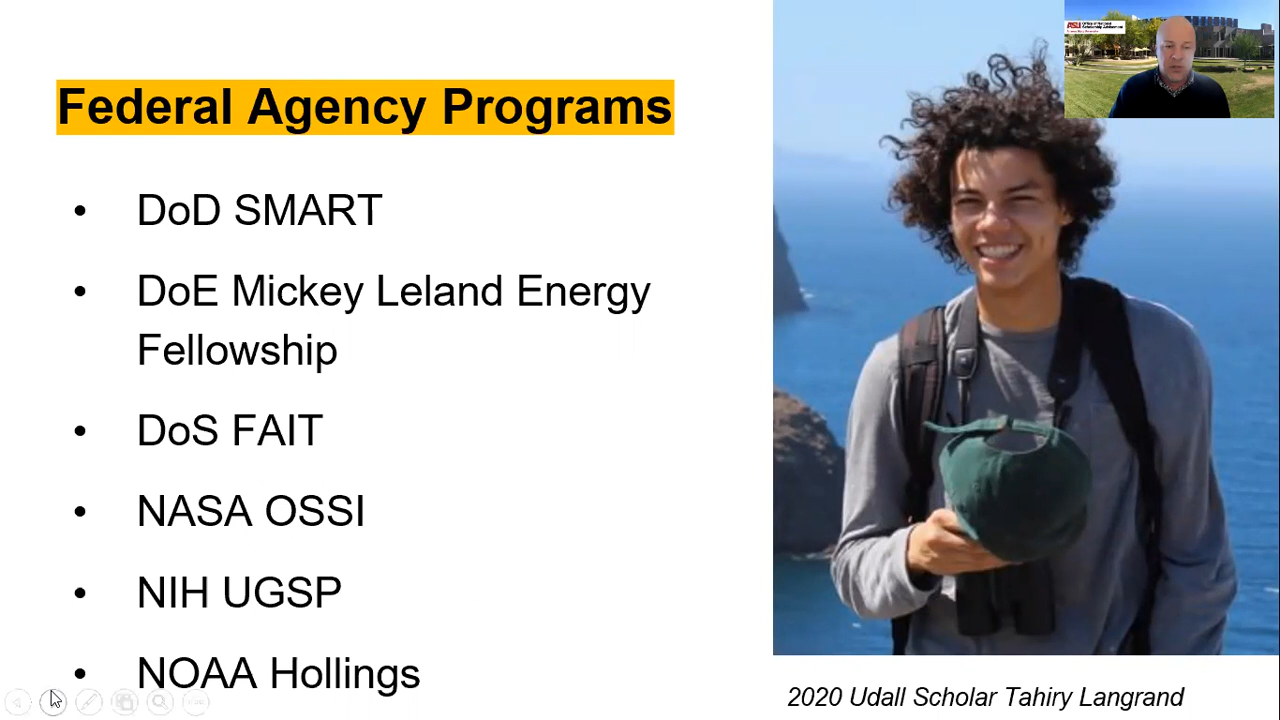 Federal Agency Programs
• DoD SMART
• DoE Mickey Leland Energy
Fellowship
• DoS FAIT
• NASA OSSI
• NIH UGSP
• NOAA Hollings
ASU
2020 Udall Scholar Tahiry Langrand